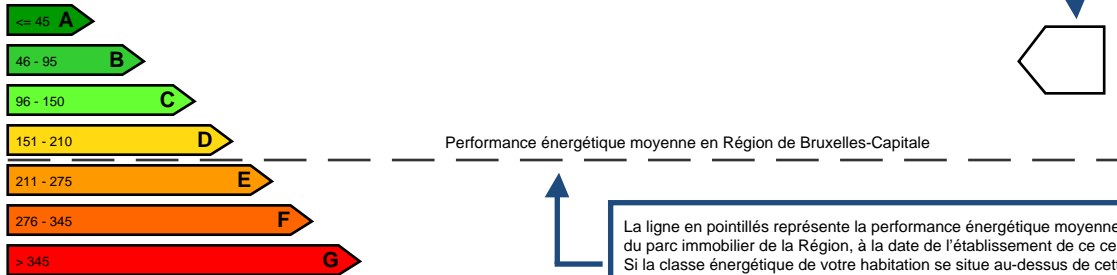 <= 45 A
46 - 95 B
96 - 150 C
151 - 210 D
Performance énergétique moyenne en Région de Bruxelles-Capitale
211 - 275 E
276 - 345 F
> 345 G
La ligne en pointillés représente la performance énergétique moyenne
du parc immobilier de la Région, à la date de l'établissement de ce ce
Si la classe énergétique de votre habitation se situe au-dessus de cet